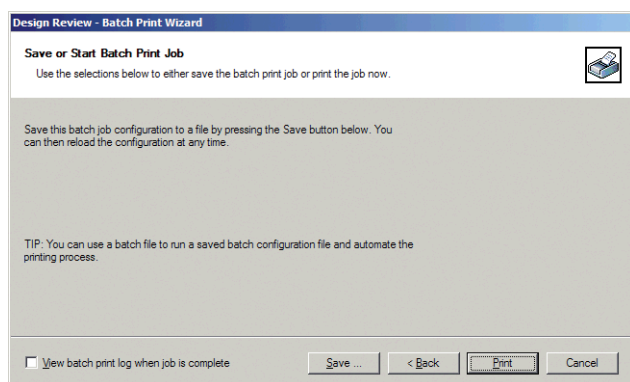 Design Review - Batch Print Wizard
Save or Start Batch Print Job
Use the selections below to either save the batch print job or print the job now.
Save this batch job configuration to a file by pressing the Save button below. You
can then reload the configuration at any time.
TIP: You can use a batch file to run a saved batch configuration file and automate the
printing process.
View batch print log when job is complete
Save ...
< Back
Print
Cancel